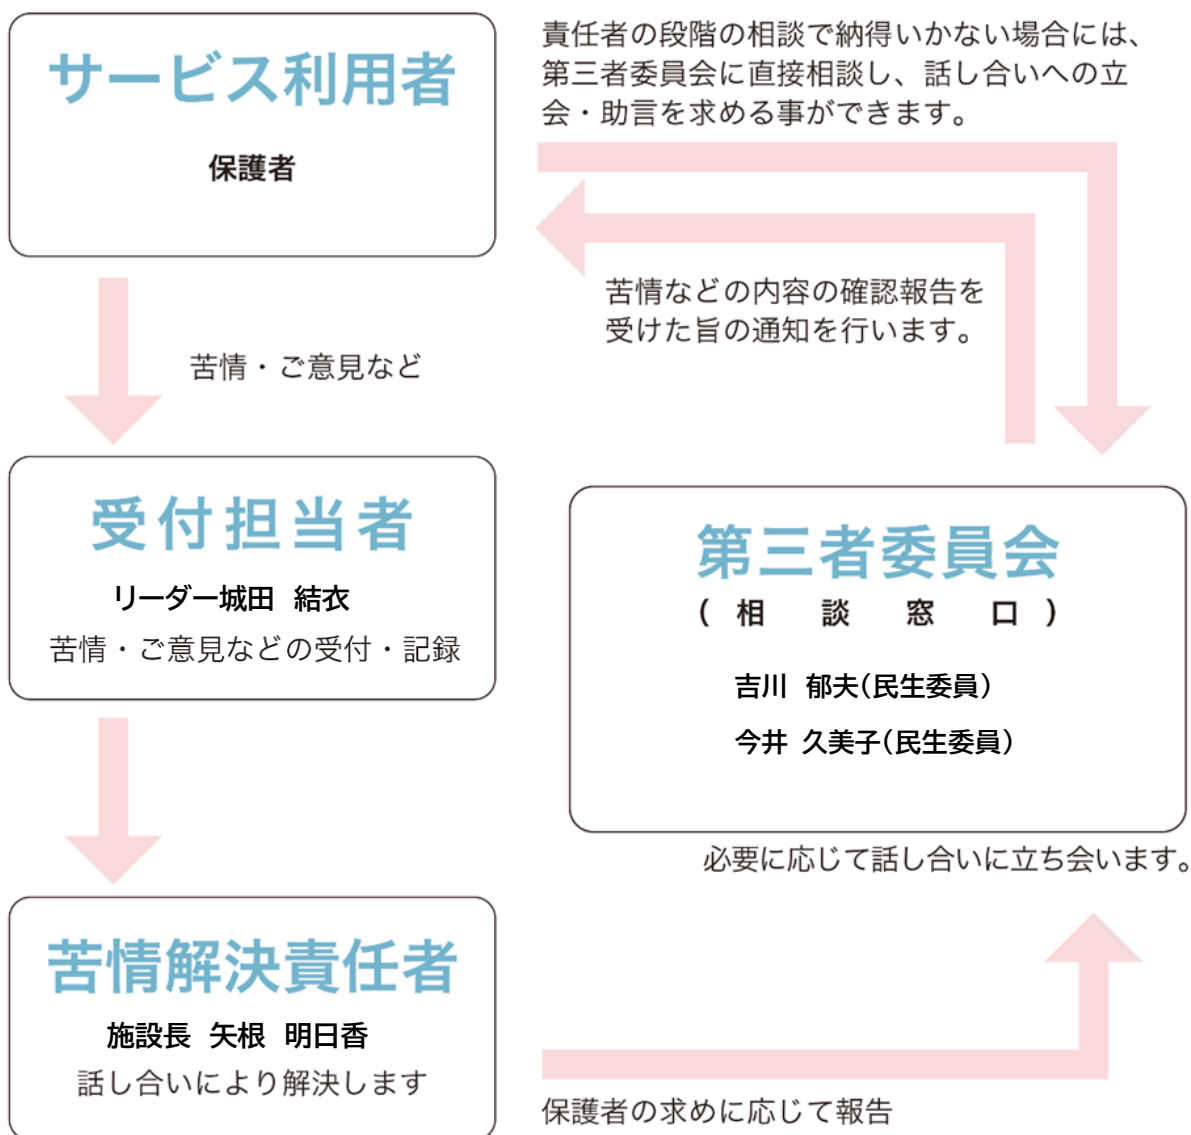 サービス利用者
保護者
責任者の段階の相談で納得いかない場合には、
第三者委員会に直接相談し、話し合いへの立
会・助言を求める事ができます。
苦情などの内容の確認報告を
受けた旨の通知を行います。
苦情・ご意見など
受付担当者
リーダー城田 結衣
苦情・ご意見などの受付・記録
第三者委員会
(相談窓口)
吉川 郁夫(民生委員)
今井 久美子(民生委員)
必要に応じて話し合いに立ち会います。
苦情解決責任者
施設長 矢根 明日香
話し合いにより解決します
保護者の求めに応じて報告